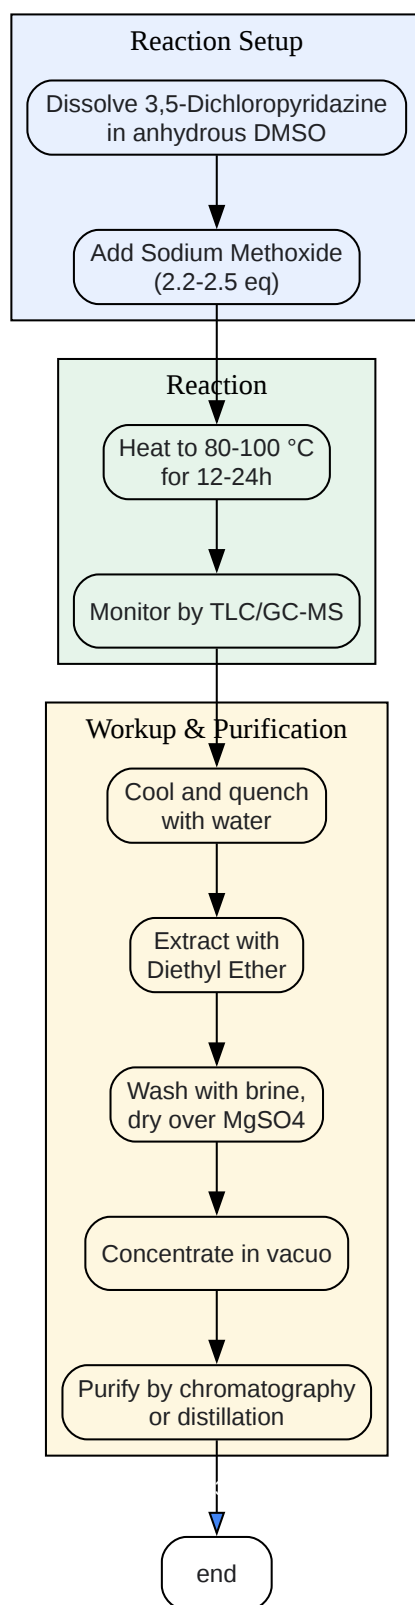 Reaction Setup
Dissolve 3,5-Dichloropyridazine
in anhydrous DMSO
Add Sodium Methoxide
(2.2-2.5 eq)
Reaction
Heat to 80-100 °C
for 12-24h
Monitor by TLC/GC-MS
Workup & Purification
Cool and quench
with water
Extract with
Diethyl Ether
Wash with brine,
dry over MgSO4
Concentrate in vacuo
Purify by chromatography
or distillation
end